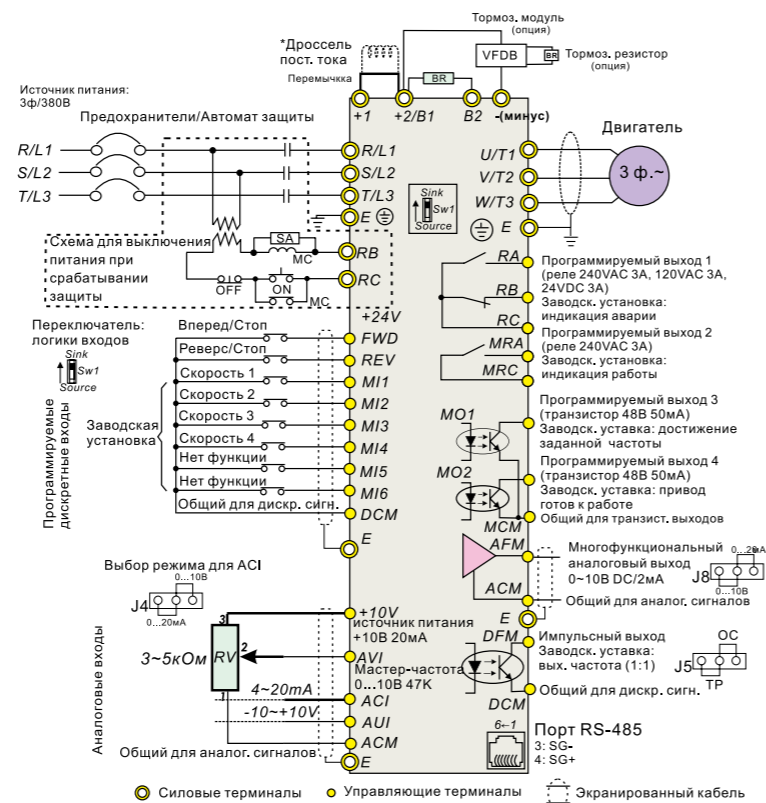 Тормоз. модуль
(опция)
*Дроссель
пост. тока
VFDB
BR
Тормоз. резистор
(опция)
Перемычкка
BR
Источник питания:
3ф/380В
+1
+2/B1
B2
-(минус)
Предохранители/Автомат защиты
Двигатель
R/L1
R/L1
U/T1
S/L2
S/L2
V/T2
3 ф.~
T/L3
T/L3
W/T3
Sink
Sw1
Source
E
E
Схема для выключения
питания при
срабатывании
защиты
SA
MC
RB
OFF
ON
MC
RC
RA
RB
RC
Программируемый выход 1
(реле 240VAC 3A, 120VAC 3A,
24VDC 3A)
Заводск. установка:
индикация аварии
MRA
MRC
Программируемый выход 2
(реле 240VAC 3A)
Заводск. установка:
индикация работы
+24V
Переключатель:
логики входов
Sink
Sw1
Source
Вперед/Стоп
FWD
Реверс/Стоп
REV
Скорость 1
MI1
Скорость 2
MI2
Скорость 3
MI3
Скорость 4
MI4
Нет функции
MI5
Нет функции
MI6
Общий для дискр. сигн.
DCM
E
Заводская
установка
Программируемые
дискретные входы
MO1
Программируемый выход 3
(транзистор 48В 50мА)
Заводск. уставка: достижение
заданной частоты
MO2
Программируемый выход 4
(транзистор 48В 50мА)
Заводск. уставка: привод
готов к работе
MCM
Общий для транзист. выходов
AFM
Многофункциональный
аналоговый выход
0~10В DC/2мА
0...20мА
J8
0...10В
ACM
Общий для аналог. сигналов
E
Выбор режима для ACI
0...10В
J4
0...20мА
+10V
источник питания
+10В 20мА
3
3~5кОм
RV
2
1
AVI
Мастер-частота
0...10В 47К
4~20mA
ACI
-10~+10V
AUI
Общий для аналог. сигналов
ACM
E
Аналоговые входы
DFM
Импульсный выход
Заводск. уставка:
вых. частота (1:1)
ОС
J5
ТР
DCM
Общий для дискр. сигн.
6←1
Порт RS-485
3: SG-
4: SG+
Силовые терминалы
Управляющие терминалы
Экранированный кабель